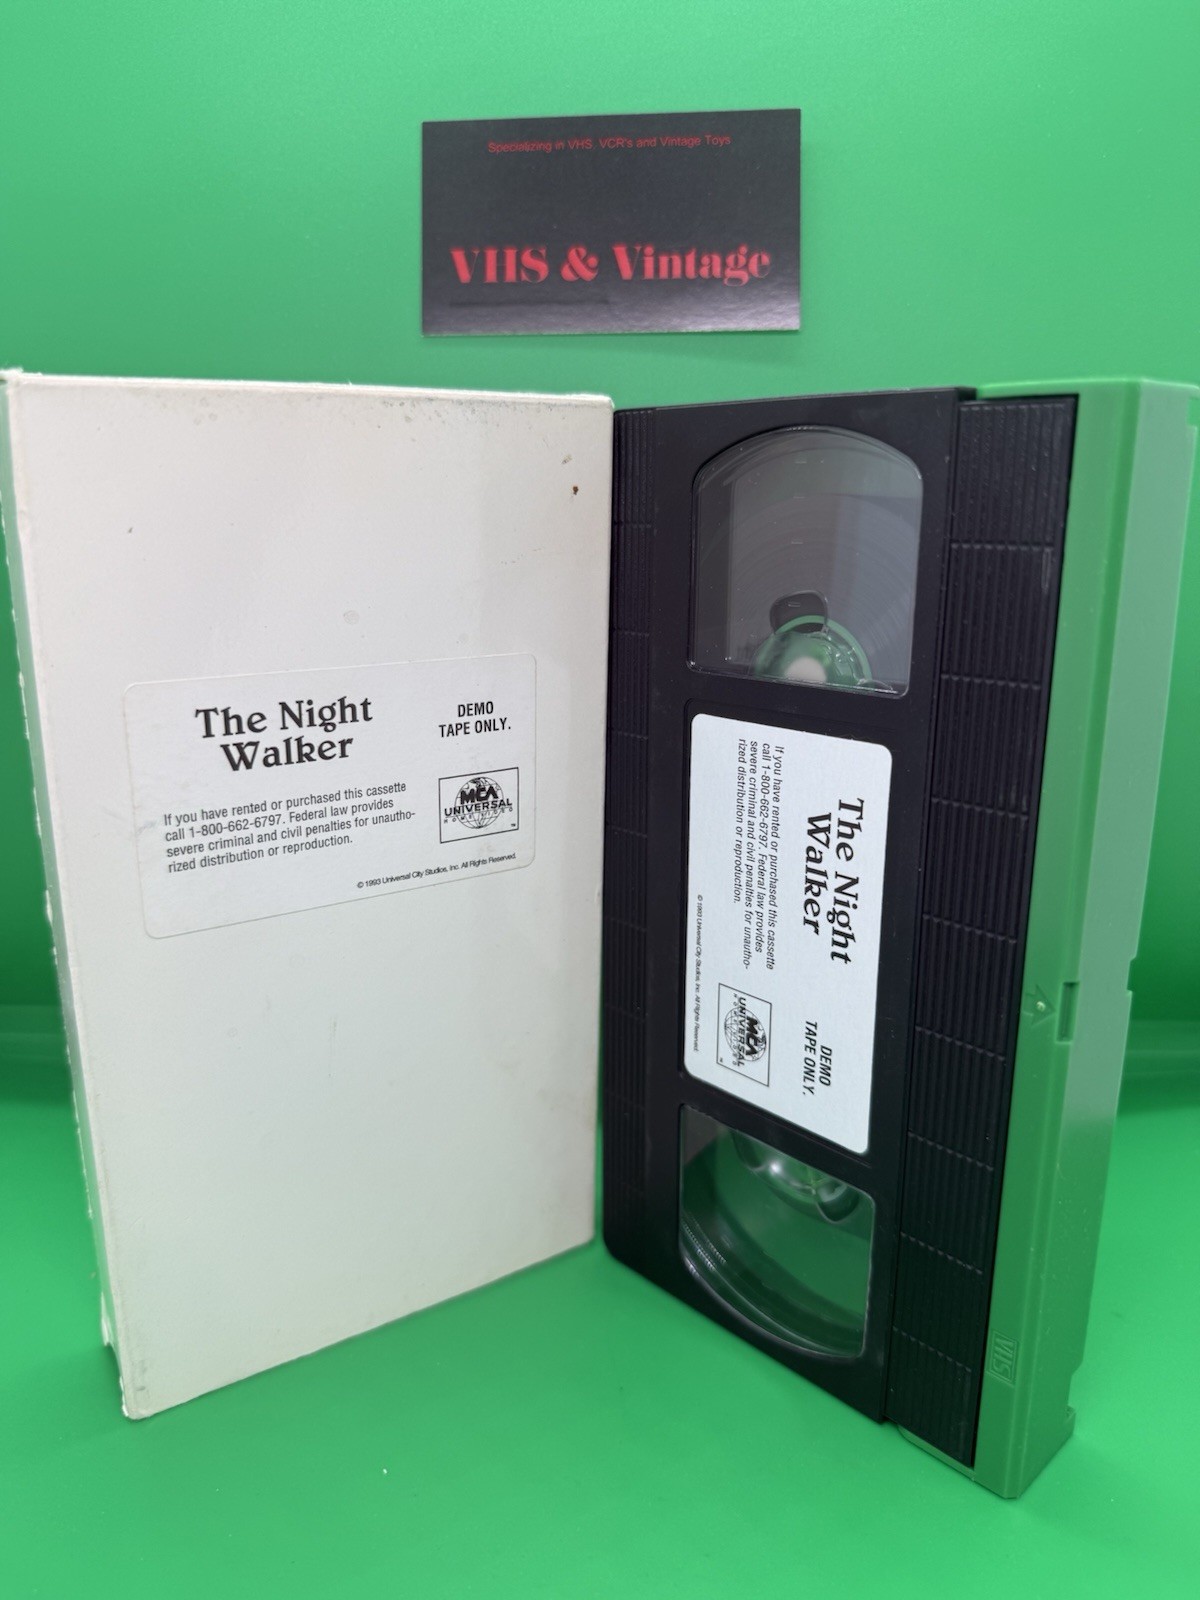 Specializing in VHS, VCR's and Vintage Toys
VHS & Vintage
The Night
Walker
DEMO
TAPE ONLY.
If you have rented or purchased this cassette
call 1-800-662-6797. Federal law provides
severe criminal and civil penalties for unautho-
rized distribution or reproduction.
MCA
UNIVERSAL
HOME VIDEO
™
© 1993 Universal City Studios, Inc. All Rights Reserved.
The Night
Walker
DEMO
TAPE ONLY.
If you have rented or purchased this cassette
call 1-800-662-6797. Federal law provides
severe criminal and civil penalties for unautho-
rized distribution or reproduction.
MCA
UNIVERSAL
HOME VIDEO
© 1993 Universal City Studios, Inc. All Rights Reserved.
VHS